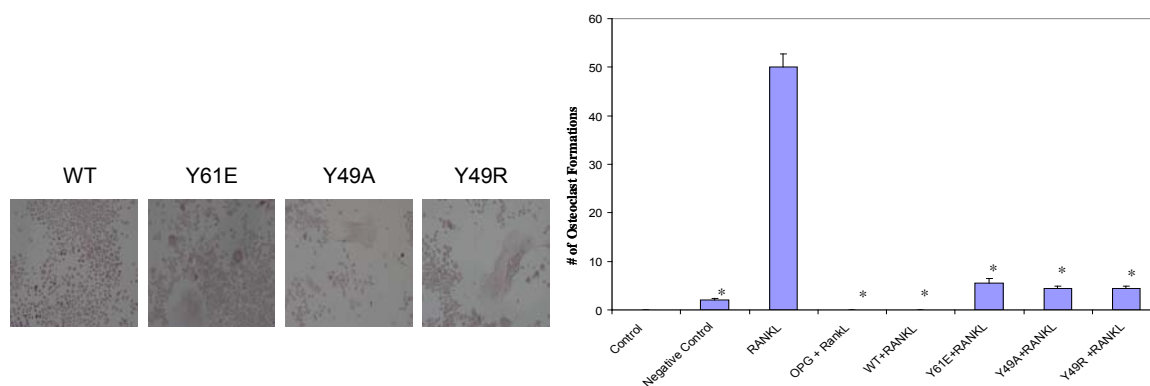 WT Y61E Y49A Y49R
# of Osteoclast Formations
60
50
40
30
20
10
0
* * * * * *
Control
Negative Control
RANKL
OPG + RankL
WT+RANKL
Y61E+RANKL
Y49A+RANKL
Y49R +RANKL